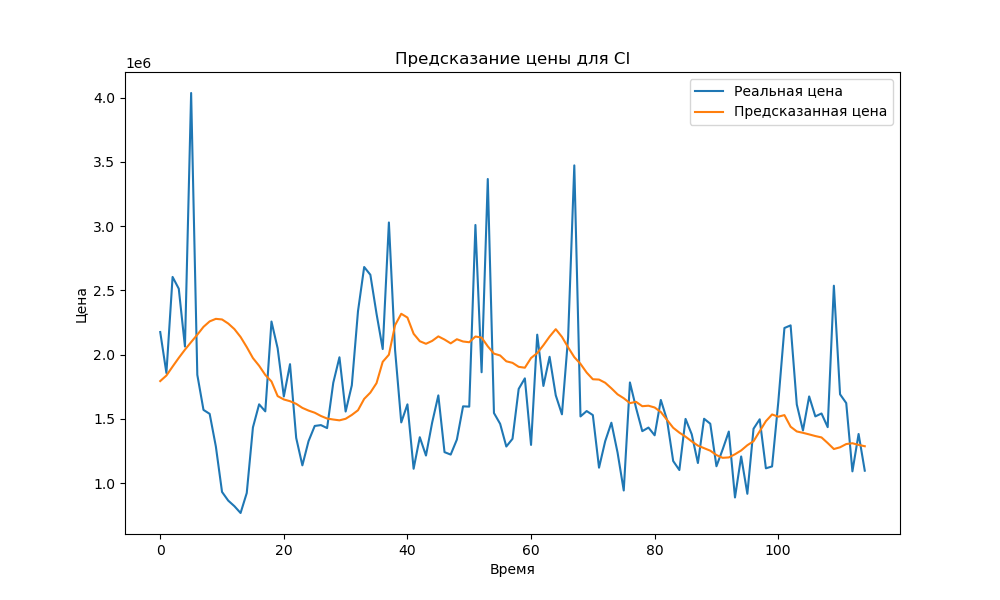 Предсказание цены для CI
1e6
Реальная цена
Предсказанная цена
4.0
3.5
3.0
2.5
2.0
1.5
1.0
Цена
0 20 40 60 80 100
Время